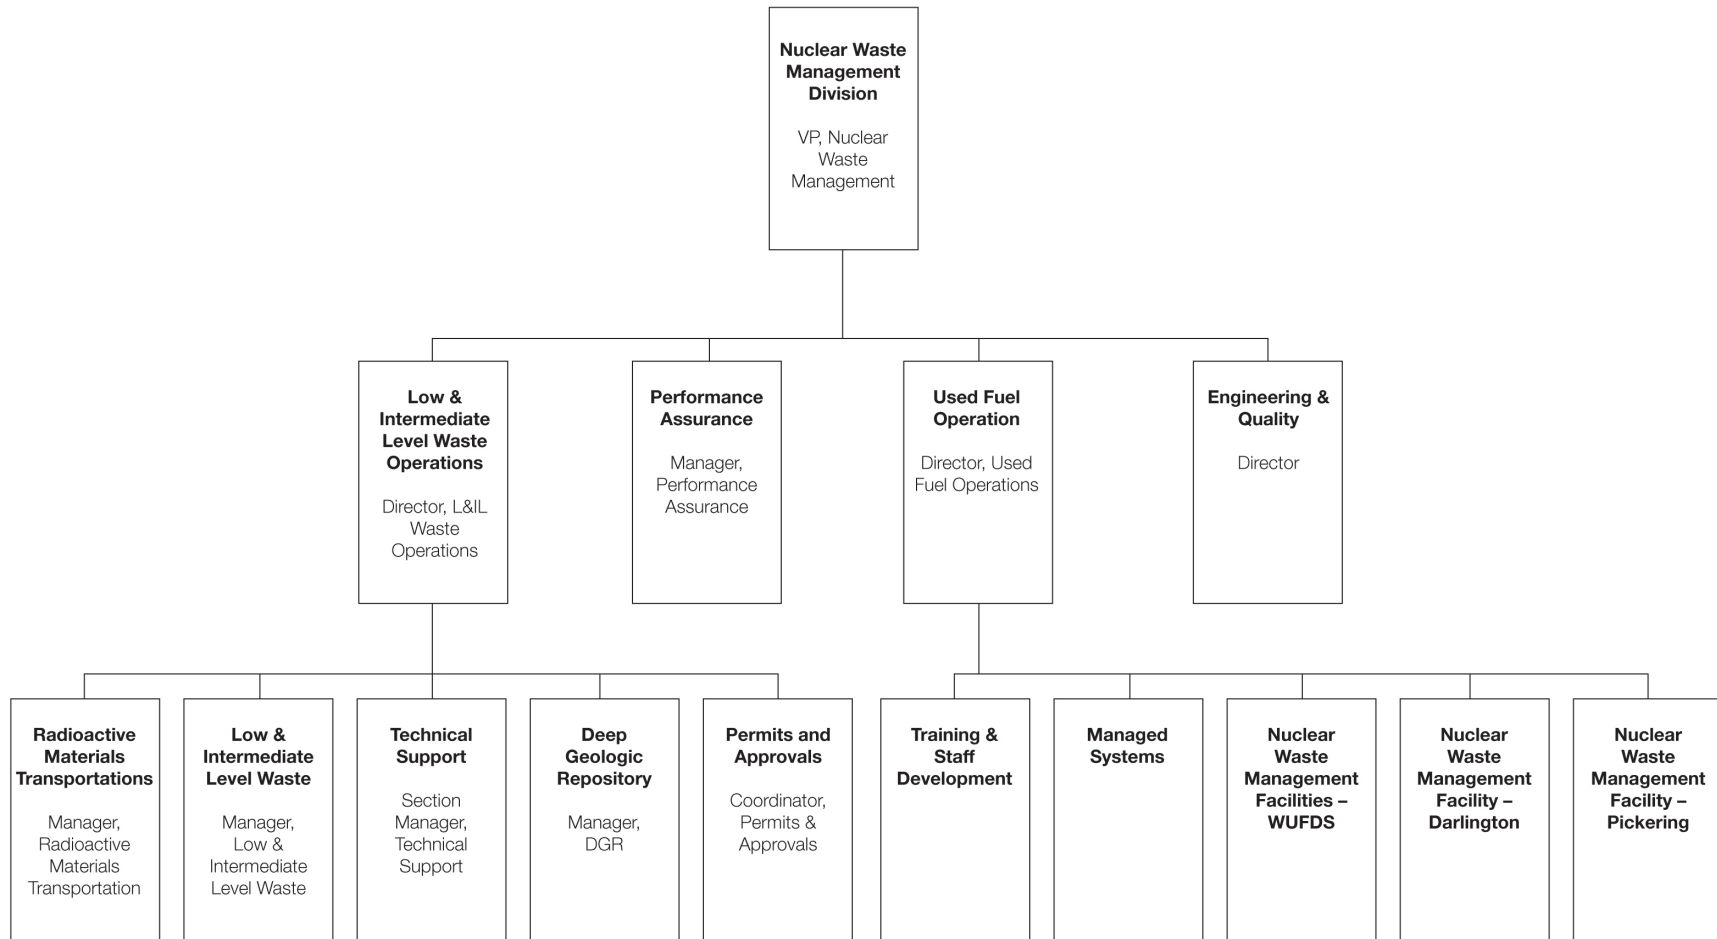 Nuclear Waste
Management
Division
VP, Nuclear
Waste
Management
Low &
Intermediate
Level Waste
Operations
Director, L&IL
Waste
Operations
Performance
Assurance
Manager,
Performance
Assurance
Used Fuel
Operation
Director, Used
Fuel Operations
Engineering &
Quality
Director
Radioactive
Materials
Transportations
Manager,
Radioactive
Materials
Transportation
Low &
Intermediate
Level Waste
Manager,
Low &
Intermediate
Level Waste
Technical
Support
Section
Manager,
Technical
Support
Deep
Geologic
Repository
Manager,
DGR
Permits and
Approvals
Coordinator,
Permits &
Approvals
Training &
Staff
Development
Managed
Systems
Nuclear
Waste
Management
Facilities –
WUFDS
Nuclear
Waste
Management
Facility –
Darlington
Nuclear
Waste
Management
Facility –
Pickering